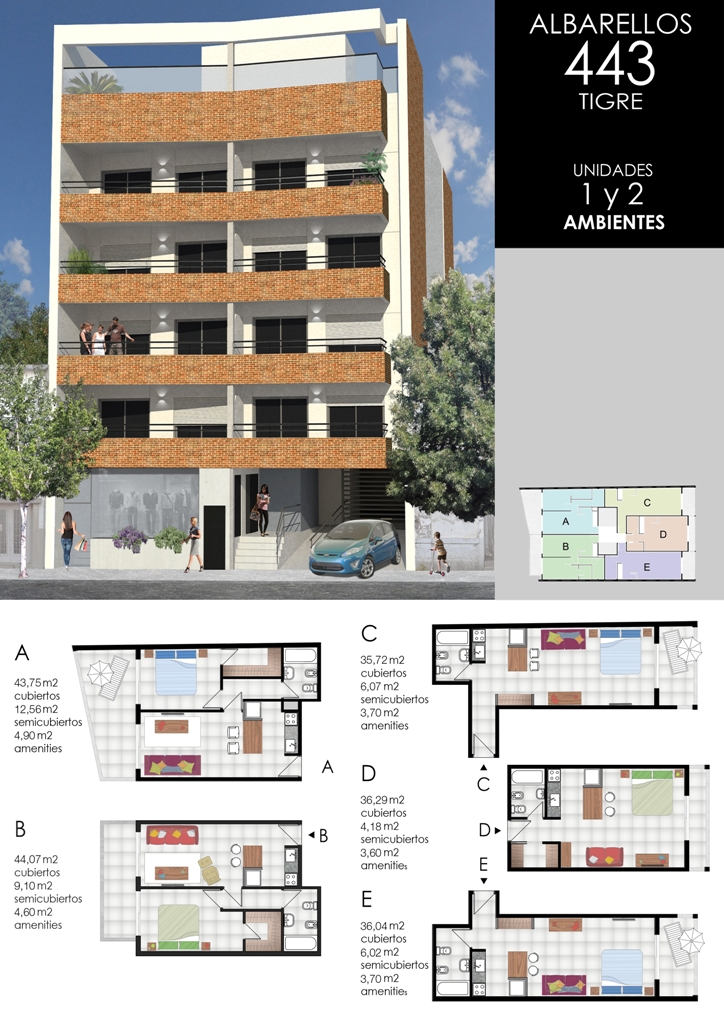 ALBARELLOS
443
TIGRE
UNIDADES
1 y 2
AMBIENTES
A
B
C
D
E
A
43,75 m2
cubiertos
12,56 m2
semicubiertos
4,90 m2
amenities
A
B
44,07 m2
cubiertos
9,10 m2
semicubiertos
4,60 m2
amenities
B
C
35,72 m2
cubiertos
6,07 m2
semicubiertos
3,70 m2
amenities
C
D
36,29 m2
cubiertos
4,18 m2
semicubiertos
3,60 m2
amenities
D
E
E
36,04 m2
cubiertos
6,02 m2
semicubiertos
3,70 m2
amenities